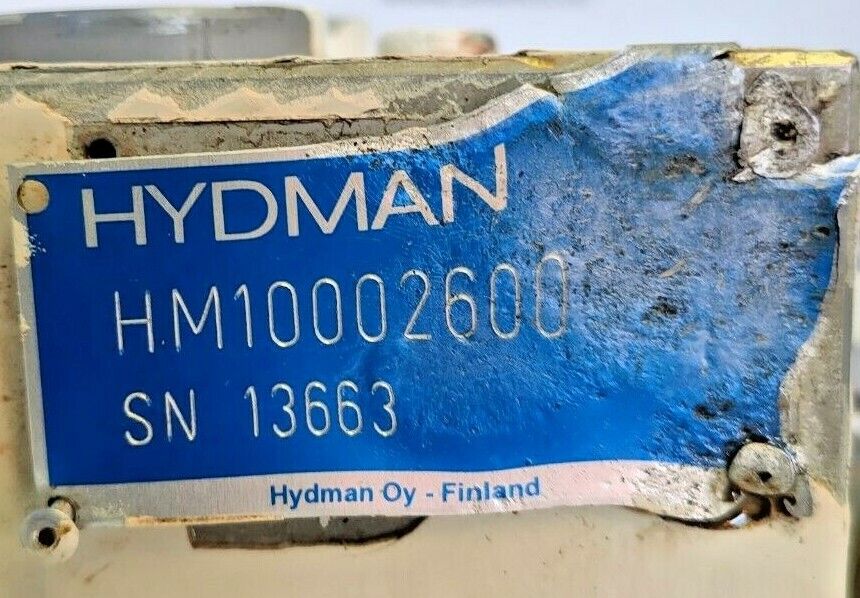 HYDMAN
HM10002600
SN 13663
Hydman Oy - Finland